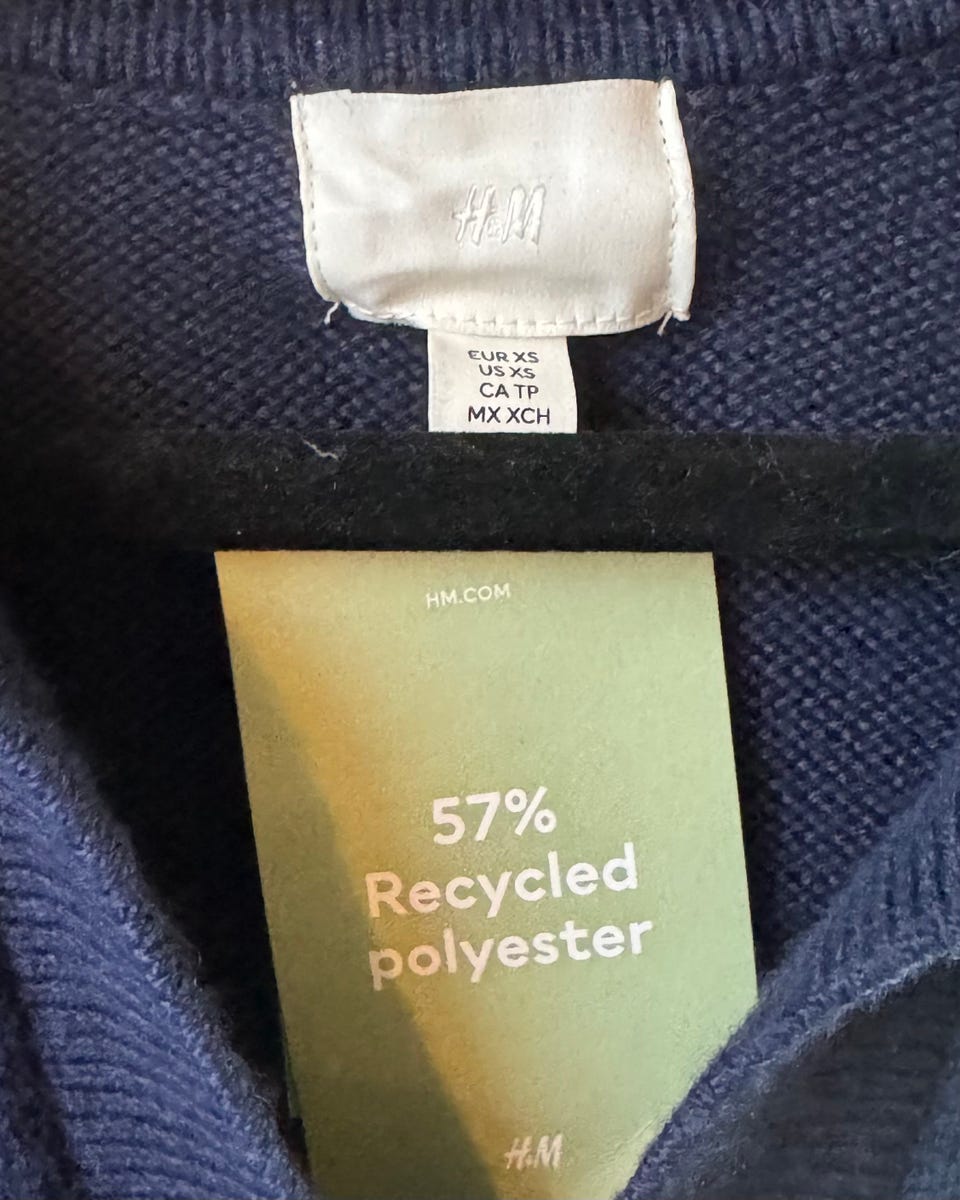 H&M
EUR XS
US XS
CA TP
MX XCH
HM.COM
57%
Recycled
polyester
H&M